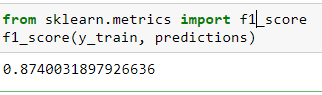 from sklearn.metrics import f1_score
f1_score(y_train, predictions)
0.8740031897926636